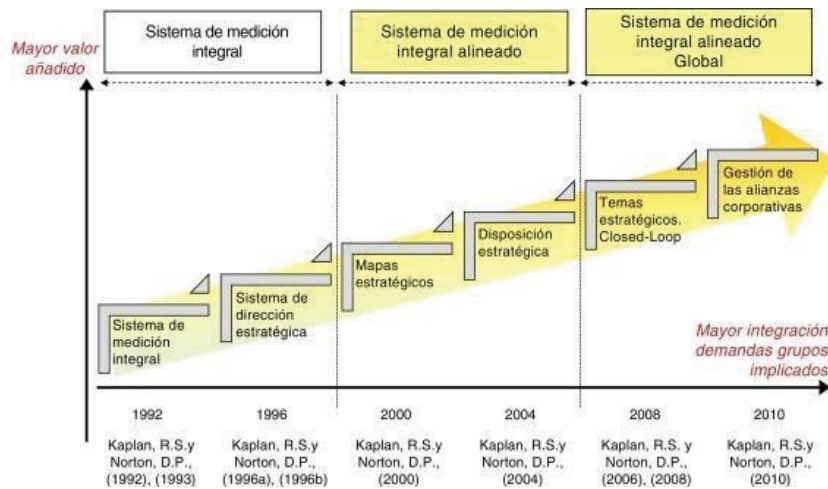 Mayor valor
añadido
Sistema de medición
integral
Sistema de medición
integral alineado
Sistema de medición
integral alineado
Global
Sistema de
medición
integral
Sistema de
dirección
estratégica
Mapas
estratégicos
Disposición
estratégica
Temas
estratégicos.
Closed-Loop
Gestión de
las alianzas
corporativas
Mayor integración
demandas grupos
implicados
1992
1996
2000
2004
2008
2010
Kaplan, R.S.y
Norton, D.P.,
(1992), (1993)
Kaplan, R.S.y
Norton, D.P.,
(1996a), (1996b)
Kaplan, R.S.y
Norton, D.P.,
(2000)
Kaplan, R.S.y
Norton, D.P.,
(2004)
Kaplan, R.S. y
Norton, D.P.,
(2006), (2008)
Kaplan, R.S. y
Norton, D.P.,
(2010)